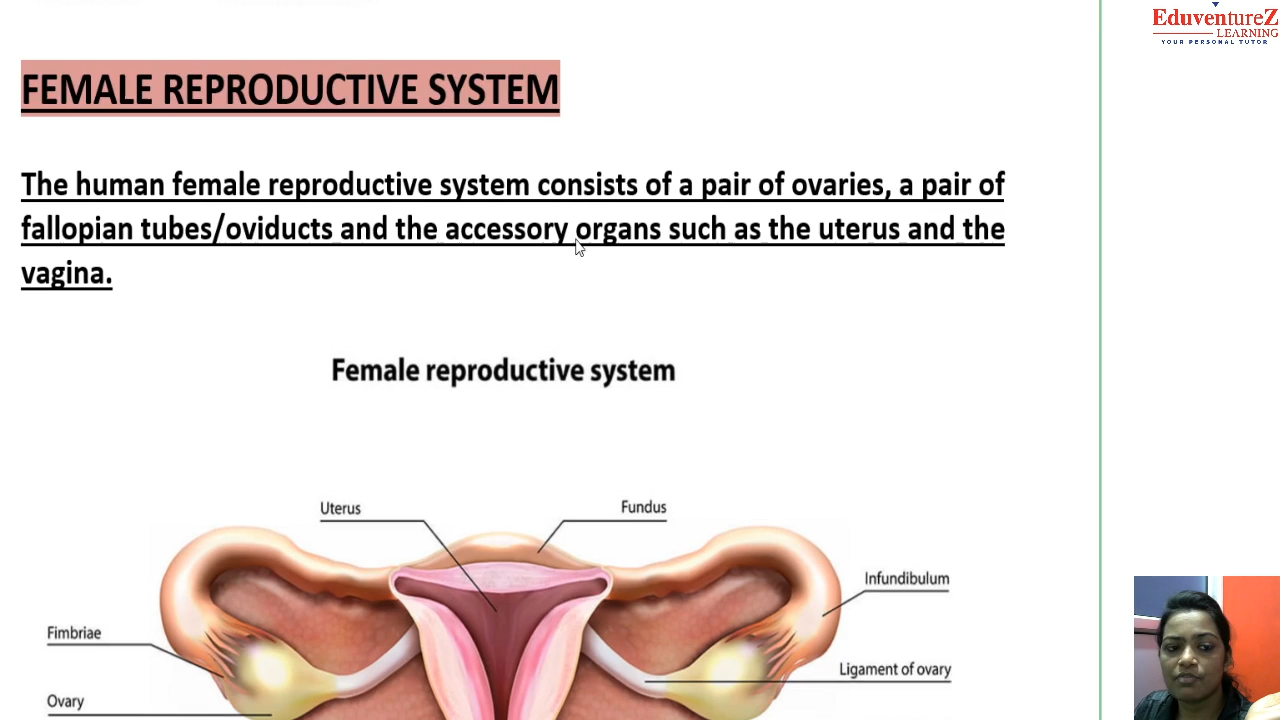 EduventureZ
LEARNING
YOUR PERSONAL TUTOR
FEMALE REPRODUCTIVE SYSTEM
The human female reproductive system consists of a pair of ovaries, a pair of
fallopian tubes/oviducts and the accessory organs such as the uterus and the
vagina.
Female reproductive system
Uterus
Fundus
Infundibulum
Fimbriae
Ligament of ovary
Ovary